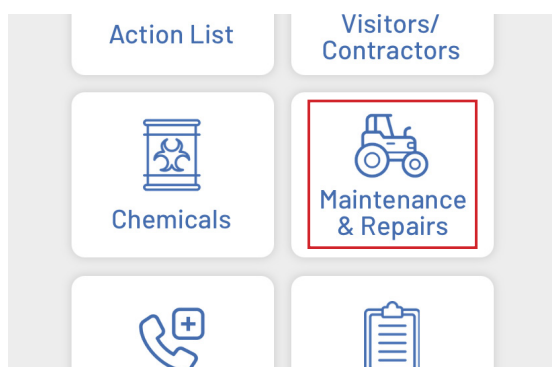 Action List
Visitors/
Contractors
Chemicals
Maintenance
& Repairs